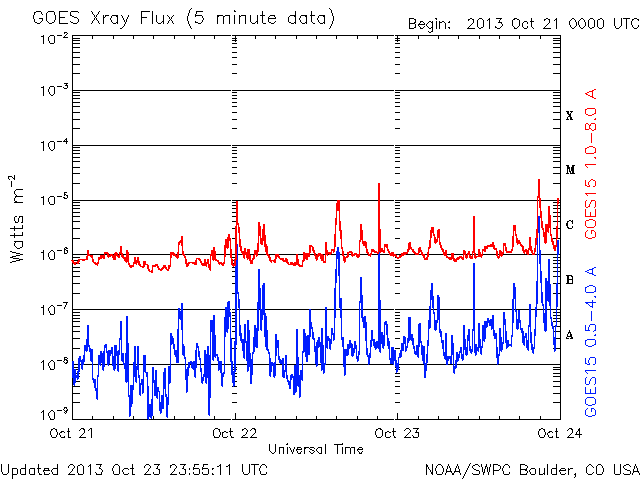 GOES Xray Flux (5 minute data)
Begin: 2013 Oct 21 0000 UTC
10⁻²
10⁻³
10⁻⁴
10⁻⁵
10⁻⁶
10⁻⁷
10⁻⁸
10⁻⁹
Watts m⁻²
X
M
C
B
A
GOES15 1.0-8.0 A
GOES15 0.5-4.0 A
Oct 21 Oct 22 Oct 23 Oct 24
Universal Time
Updated 2013 Oct 23 23:55:11 UTC
NOAA/SWPC Boulder, CO USA